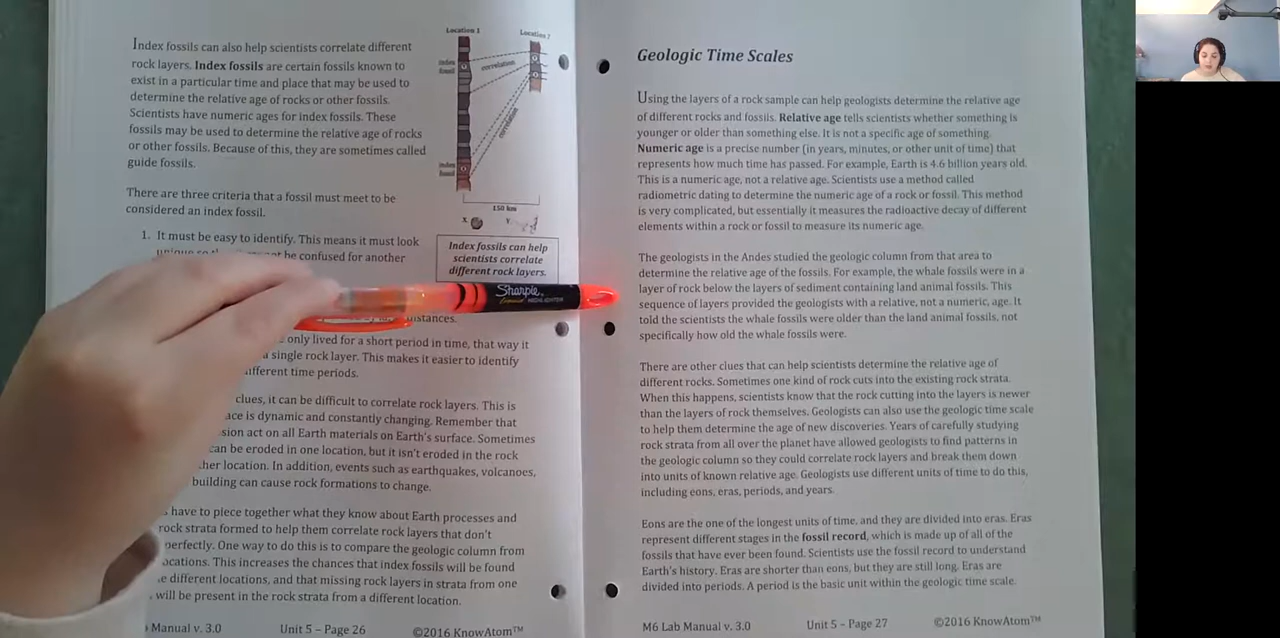 Index fossils can also help scientists correlate different
rock layers. Index fossils are certain fossils known to
exist in a particular time and place that may be used to
determine the relative age of rocks or other fossils.
Scientists have numeric ages for index fossils. These
fossils may be used to determine the relative age of rocks
or other fossils. Because of this, they are sometimes called
guide fossils.
There are three criteria that a fossil must meet to be
considered an index fossil.
1. It must be easy to identify. This means it must look
be confused for another
distances.
only lived for a short period in time, that way it
single rock layer. This makes it easier to identify
different time periods.
clues, it can be difficult to correlate rock layers. This is
is dynamic and constantly changing. Remember that
act on all Earth materials on Earth's surface. Sometimes
can be eroded in one location, but it isn't eroded in the rock
location. In addition, events such as earthquakes, volcanoes,
building can cause rock formations to change.
have to piece together what they know about Earth processes and
rock strata formed to help them correlate rock layers that don't
perfectly. One way to do this is to compare the geologic column from
This increases the chances that index fossils will be found
different locations, and that missing rock layers in strata from one
will be present in the rock strata from a different location.
Manual v. 3.0 Unit 5 – Page 26 ©2016 KnowAtom™
Location 1
Location 2
index
fossil
correlation
correlation
index
fossil
150 km
X
Y
Index fossils can help
scientists correlate
different rock layers.
Sharpie
Liquid HIGHLIGHTER
Geologic Time Scales
Using the layers of a rock sample can help geologists determine the relative age
of different rocks and fossils. Relative age tells scientists whether something is
younger or older than something else. It is not a specific age of something.
Numeric age is a precise number (in years, minutes, or other unit of time) that
represents how much time has passed. For example, Earth is 4.6 billion years old.
This is a numeric age, not a relative age. Scientists use a method called
radiometric dating to determine the numeric age of a rock or fossil. This method
is very complicated, but essentially it measures the radioactive decay of different
elements within a rock or fossil to measure its numeric age.
The geologists in the Andes studied the geologic column from that area to
determine the relative age of the fossils. For example, the whale fossils were in a
layer of rock below the layers of sediment containing land animal fossils. This
sequence of layers provided the geologists with a relative, not a numeric, age. It
told the scientists the whale fossils were older than the land animal fossils, not
specifically how old the whale fossils were.
There are other clues that can help scientists determine the relative age of
different rocks. Sometimes one kind of rock cuts into the existing rock strata.
When this happens, scientists know that the rock cutting into the layers is newer
than the layers of rock themselves. Geologists can also use the geologic time scale
to help them determine the age of new discoveries. Years of carefully studying
rock strata from all over the planet have allowed geologists to find patterns in
the geologic column so they could correlate rock layers and break them down
into units of known relative age. Geologists use different units of time to do this,
including eons, eras, periods, and years.
Eons are the one of the longest units of time, and they are divided into eras. Eras
represent different stages in the fossil record, which is made up of all of the
fossils that have ever been found. Scientists use the fossil record to understand
Earth's history. Eras are shorter than eons, but they are still long. Eras are
divided into periods. A period is the basic unit within the geologic time scale.
M6 Lab Manual v. 3.0 Unit 5 – Page 27 ©2016 KnowAtom™